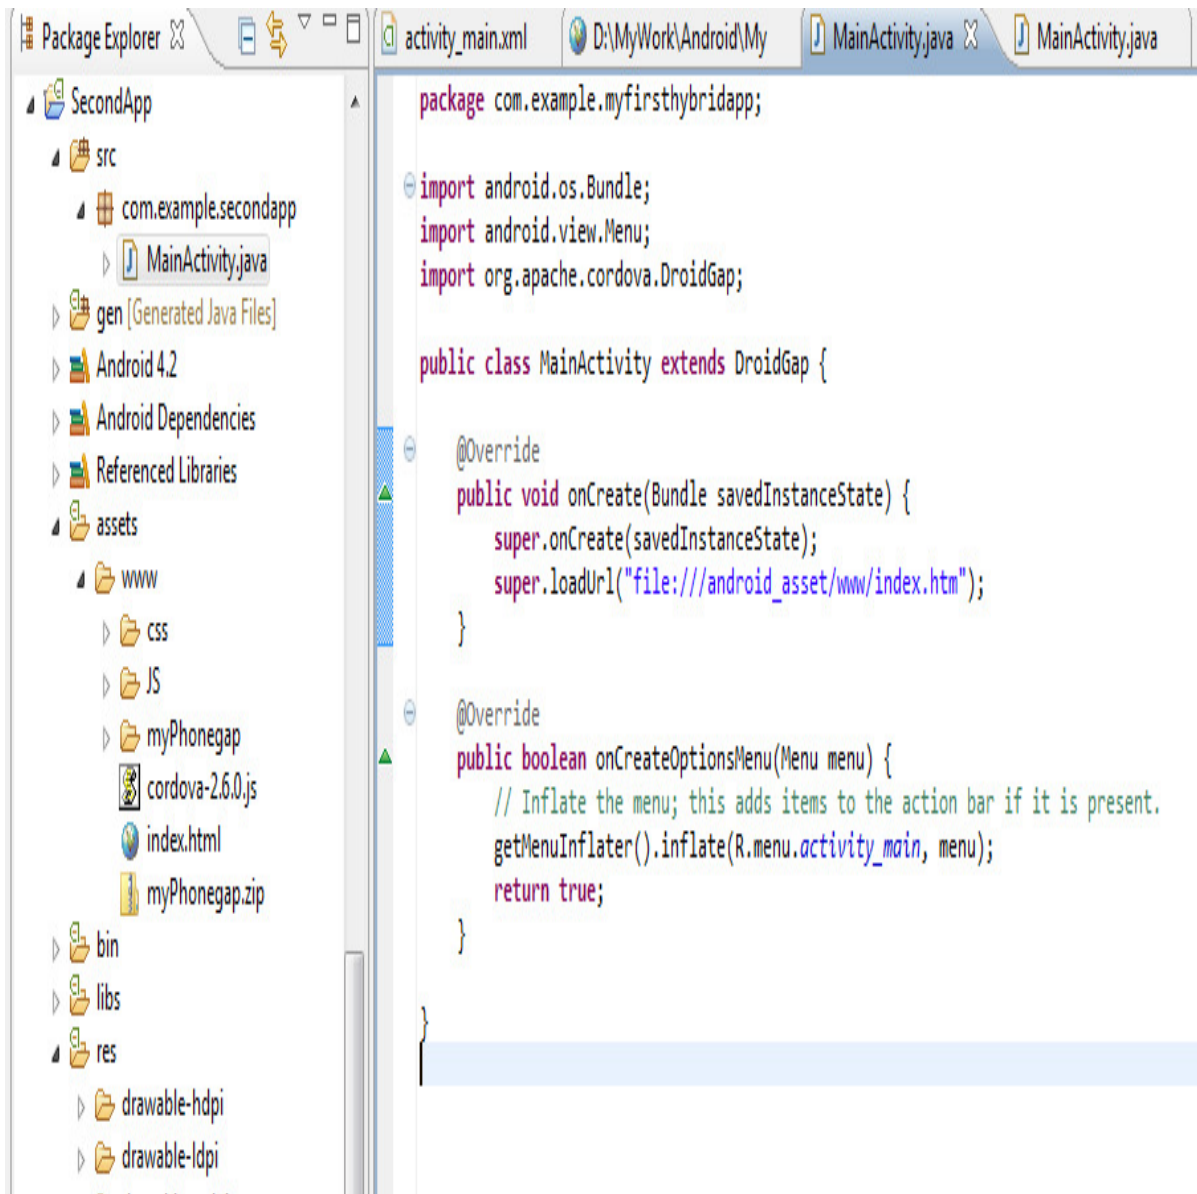 Package Explorer
activity_main.xml
D:\MyWork\Android\My
MainActivity.java
MainActivity.java
SecondApp
src
com.example.secondapp
MainActivity.java
gen [Generated Java Files]
Android 4.2
Android Dependencies
Referenced Libraries
assets
www
css
JS
myPhonegap
cordova-2.6.0.js
index.html
myPhonegap.zip
bin
libs
res
drawable-hdpi
drawable-ldpi
package com.example.myfirsthybridapp;
import android.os.Bundle;
import android.view.Menu;
import org.apache.cordova.DroidGap;
public class MainActivity extends DroidGap {
@Override
public void onCreate(Bundle savedInstanceState) {
super.onCreate(savedInstanceState);
super.loadUrl("file:///android_asset/www/index.htm");
}
@Override
public boolean onCreateOptionsMenu(Menu menu) {
// Inflate the menu; this adds items to the action bar if it is present.
getMenuInflater().inflate(R.menu.activity_main, menu);
return true;
}
}